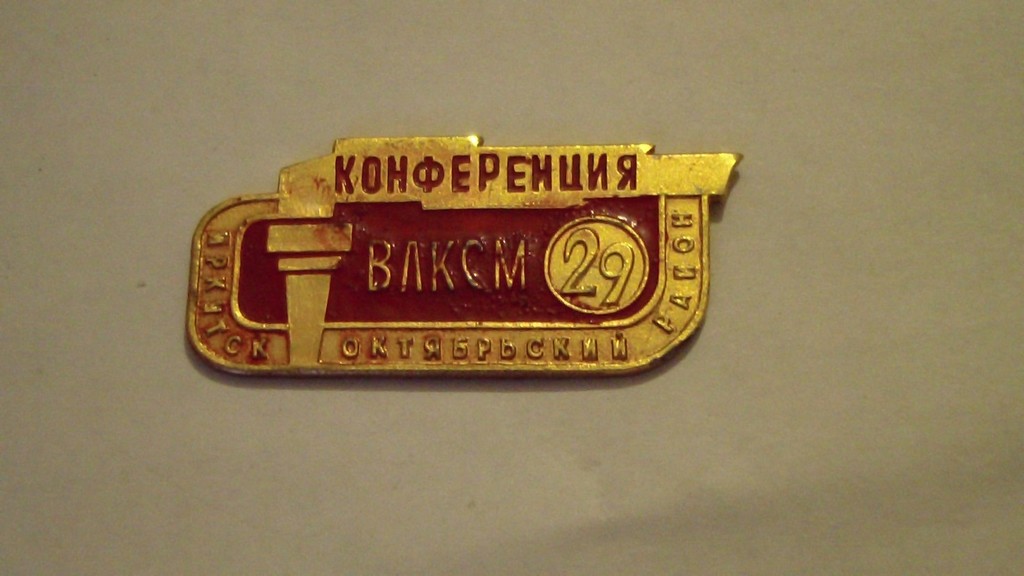 КОНФЕРЕНЦИЯ
ВЛКСМ 29
ИРКУТСК ОКТЯБРЬСКИЙ РАЙОН